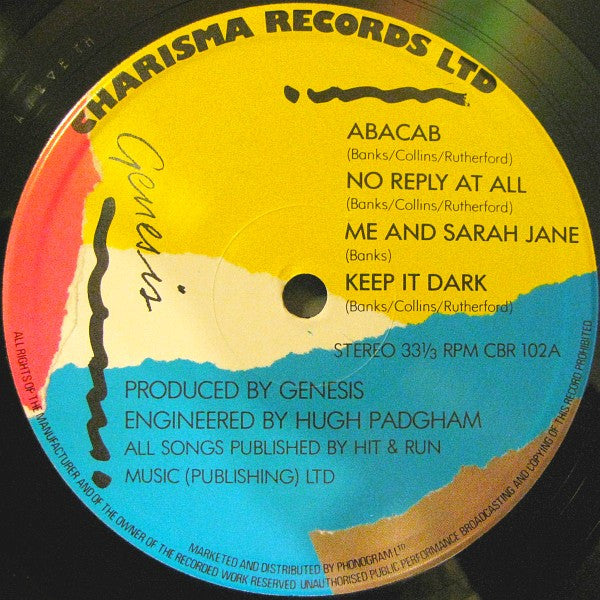 CHARISMA RECORDS LTD
Genesis
ABACAB
(Banks/Collins/Rutherford)
NO REPLY AT ALL
(Banks/Collins/Rutherford)
ME AND SARAH JANE
(Banks)
KEEP IT DARK
(Banks/Collins/Rutherford)
STEREO 33⅓ RPM CBR 102A
PRODUCED BY GENESIS
ENGINEERED BY HUGH PADGHAM
ALL SONGS PUBLISHED BY HIT & RUN
MUSIC (PUBLISHING) LTD
MARKETED AND DISTRIBUTED BY PHONOGRAM LTD
ALL RIGHTS OF THE MANUFACTURER AND OF THE OWNER OF THE RECORDED WORK RESERVED. UNAUTHORISED PUBLIC PERFORMANCE BROADCASTING AND COPYING OF THIS RECORD PROHIBITED